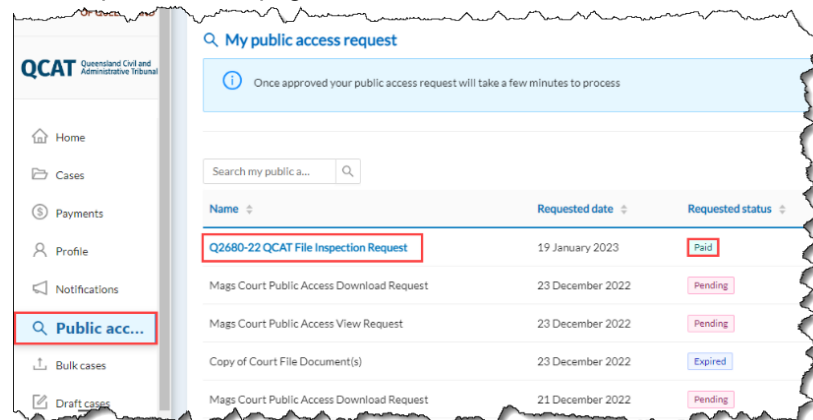 QCAT Queensland Civil and
Administrative Tribunal
Home
Cases
Payments
Profile
Notifications
Public acc...
Bulk cases
Draft cases
My public access request
Once approved your public access request will take a few minutes to process
Search my public a...
Name Requested date Requested status
Q2680-22 QCAT File Inspection Request 19 January 2023 Paid
Mags Court Public Access Download Request 23 December 2022 Pending
Mags Court Public Access View Request 23 December 2022 Pending
Copy of Court File Document(s) 23 December 2022 Expired
Mags Court Public Access Download Request 21 December 2022 Pending